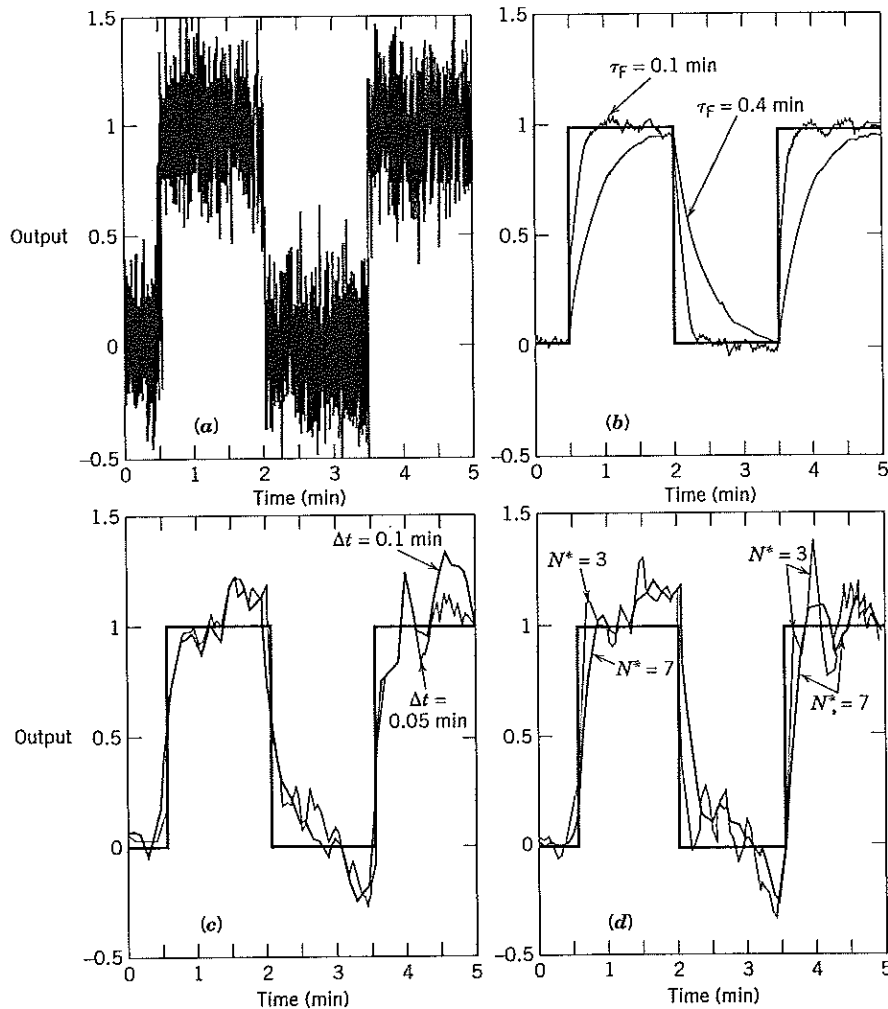 1.5
1
Output
0.5
0
(a)
−0.5
0 1 2 3 4 5
Time (min)
1.5
τF = 0.1 min
τF = 0.4 min
1
0.5
0
(b)
−0.5
0 1 2 3 4 5
Time (min)
1.5
Δt = 0.1 min
1
Δt =
0.05 min
Output
0.5
0
(c)
−0.5
0 1 2 3 4 5
Time (min)
1.5
N* = 3
N* = 3
1
N* = 7
N* = 7
0.5
0
(d)
−0.5
0 1 2 3 4 5
Time (min)